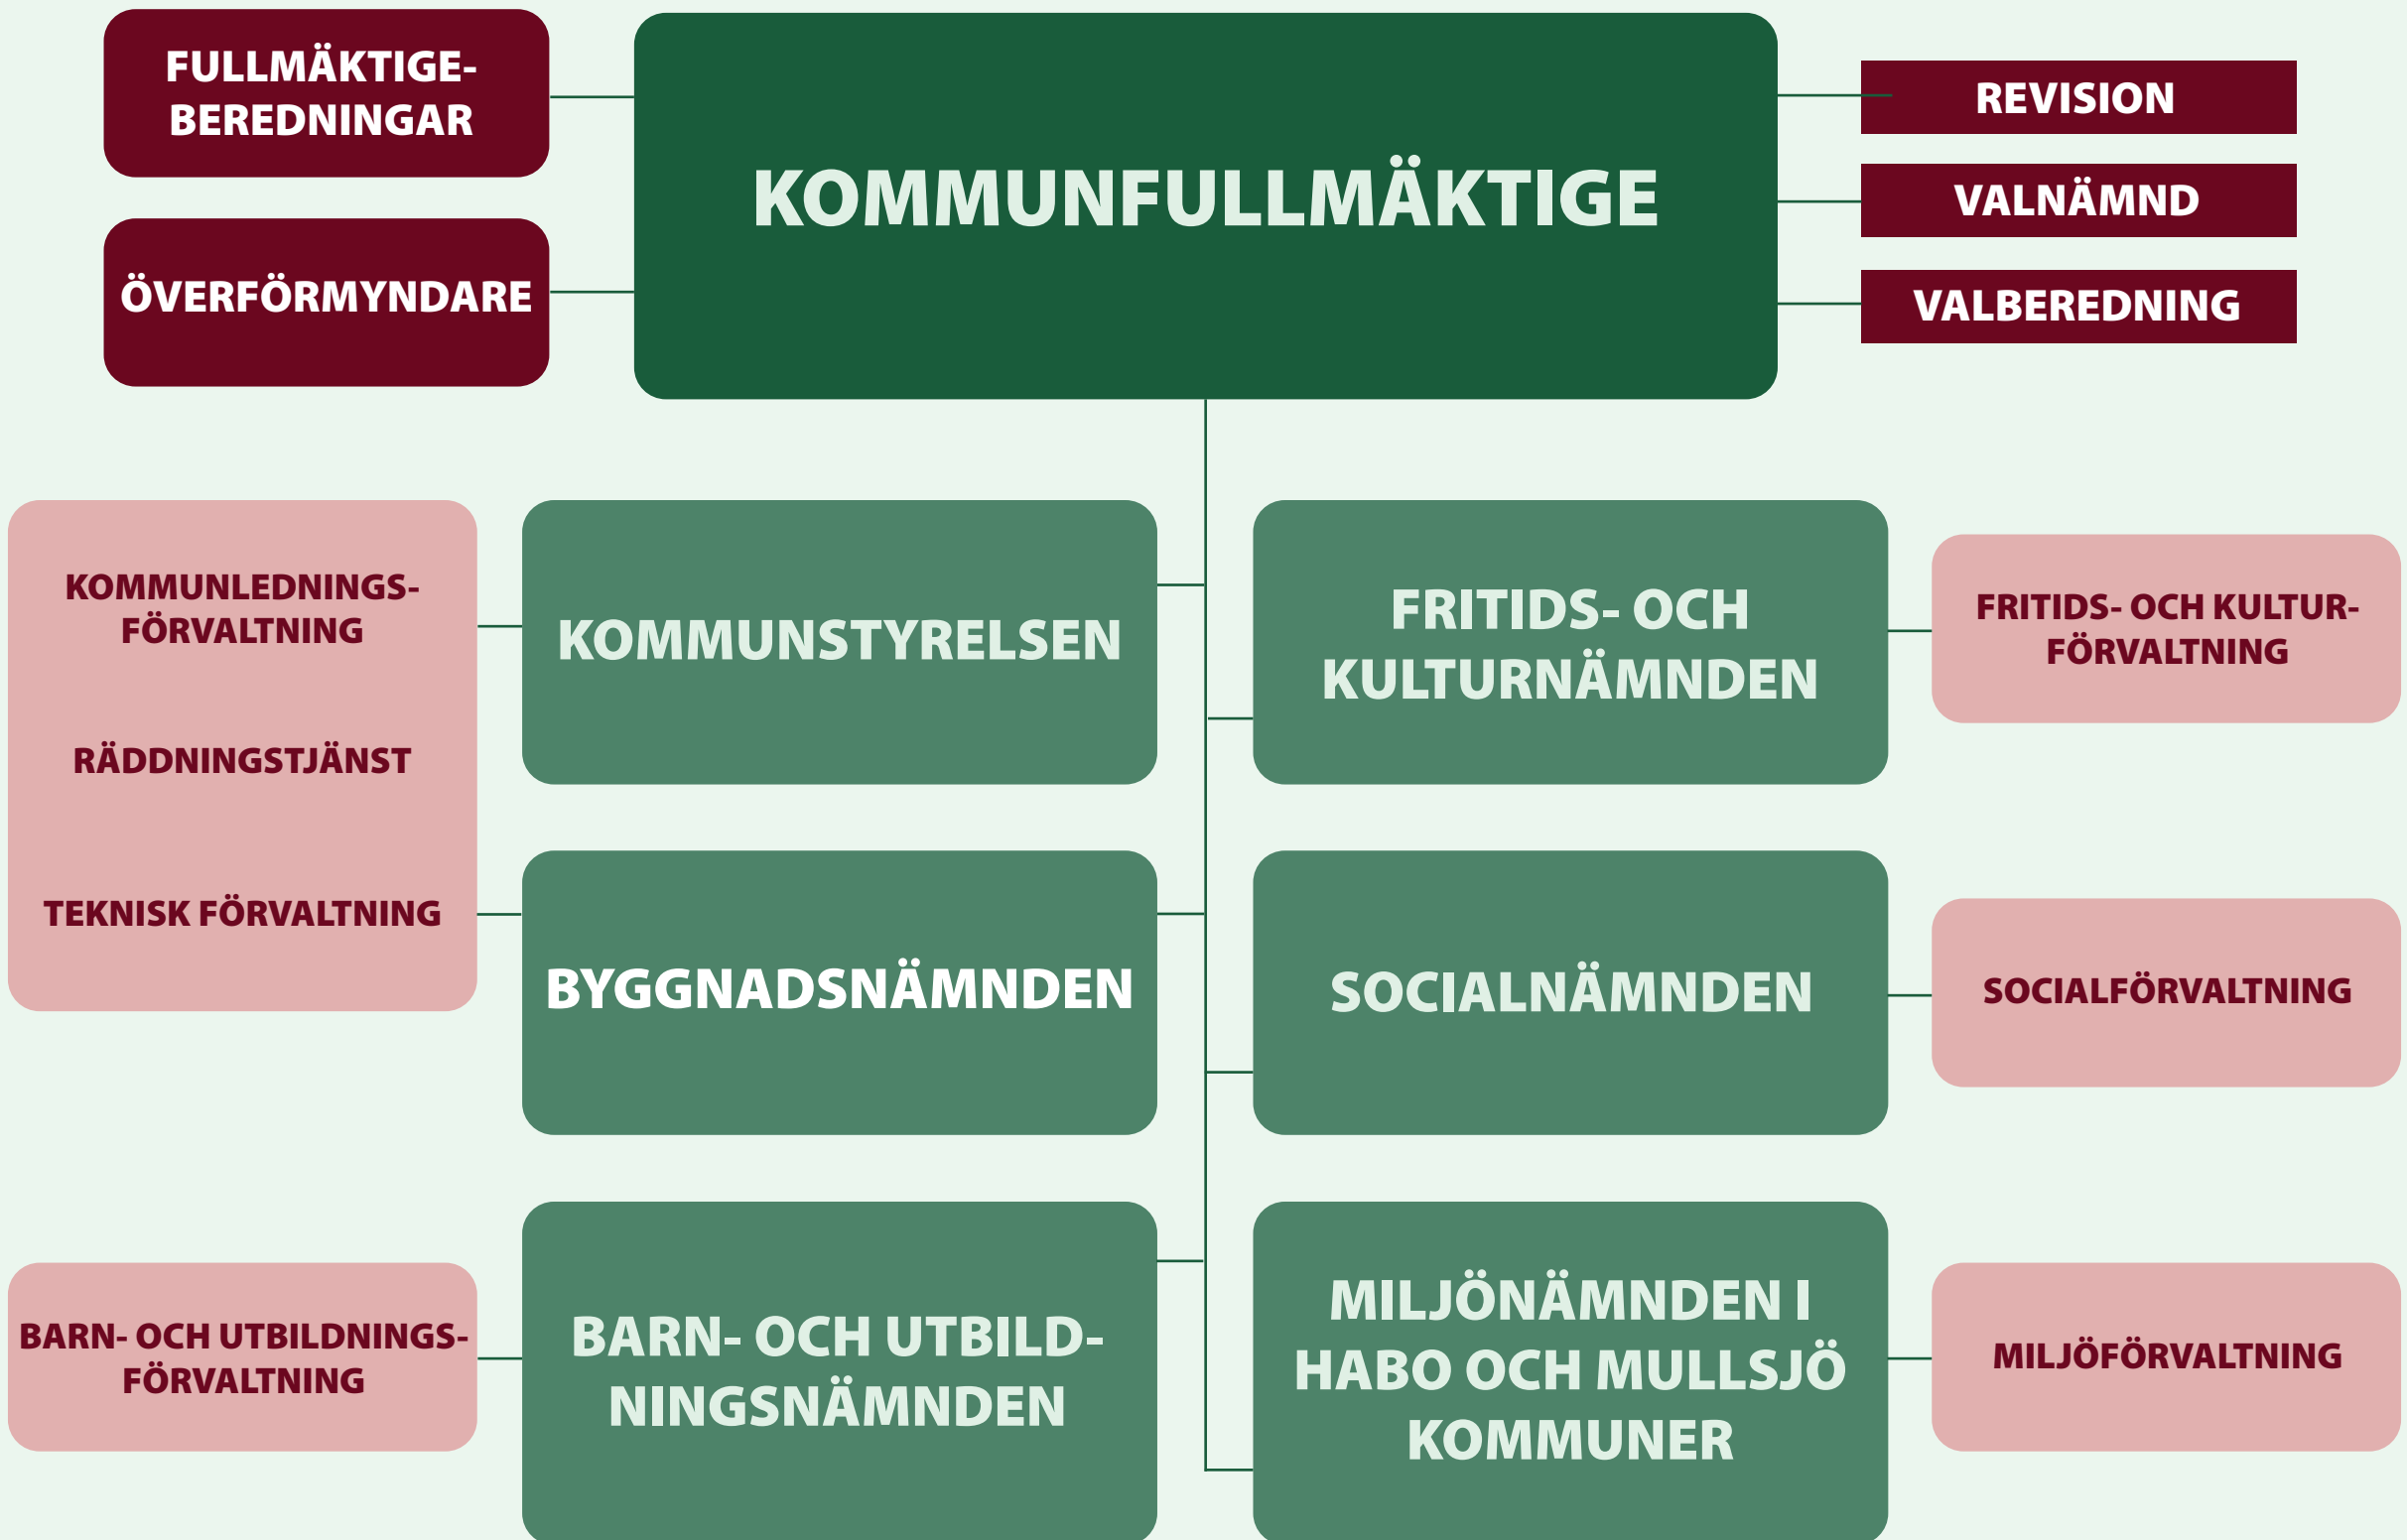 FULLMÄKTIGE-
BEREDNINGAR
ÖVERFÖRMYNDARE
KOMMUNFULLMÄKTIGE
REVISION
VALNÄMND
VALBEREDNING
KOMMUNLEDNINGS-
FÖRVALTNING
RÄDDNINGSTJÄNST
TEKNISK FÖRVALTNING
KOMMUNSTYRELSEN
FRITIDS- OCH
KULTURNÄMNDEN
FRITIDS- OCH KULTUR-
FÖRVALTNING
BYGGNADSNÄMNDEN
SOCIALNÄMNDEN
SOCIALFÖRVALTNING
BARN- OCH UTBILDNINGS-
FÖRVALTNING
BARN- OCH UTBILD-
NINGSNÄMNDEN
MILJÖNÄMNDEN I
HABO OCH MULLSJÖ
KOMMUNER
MILJÖFÖRVALTNING